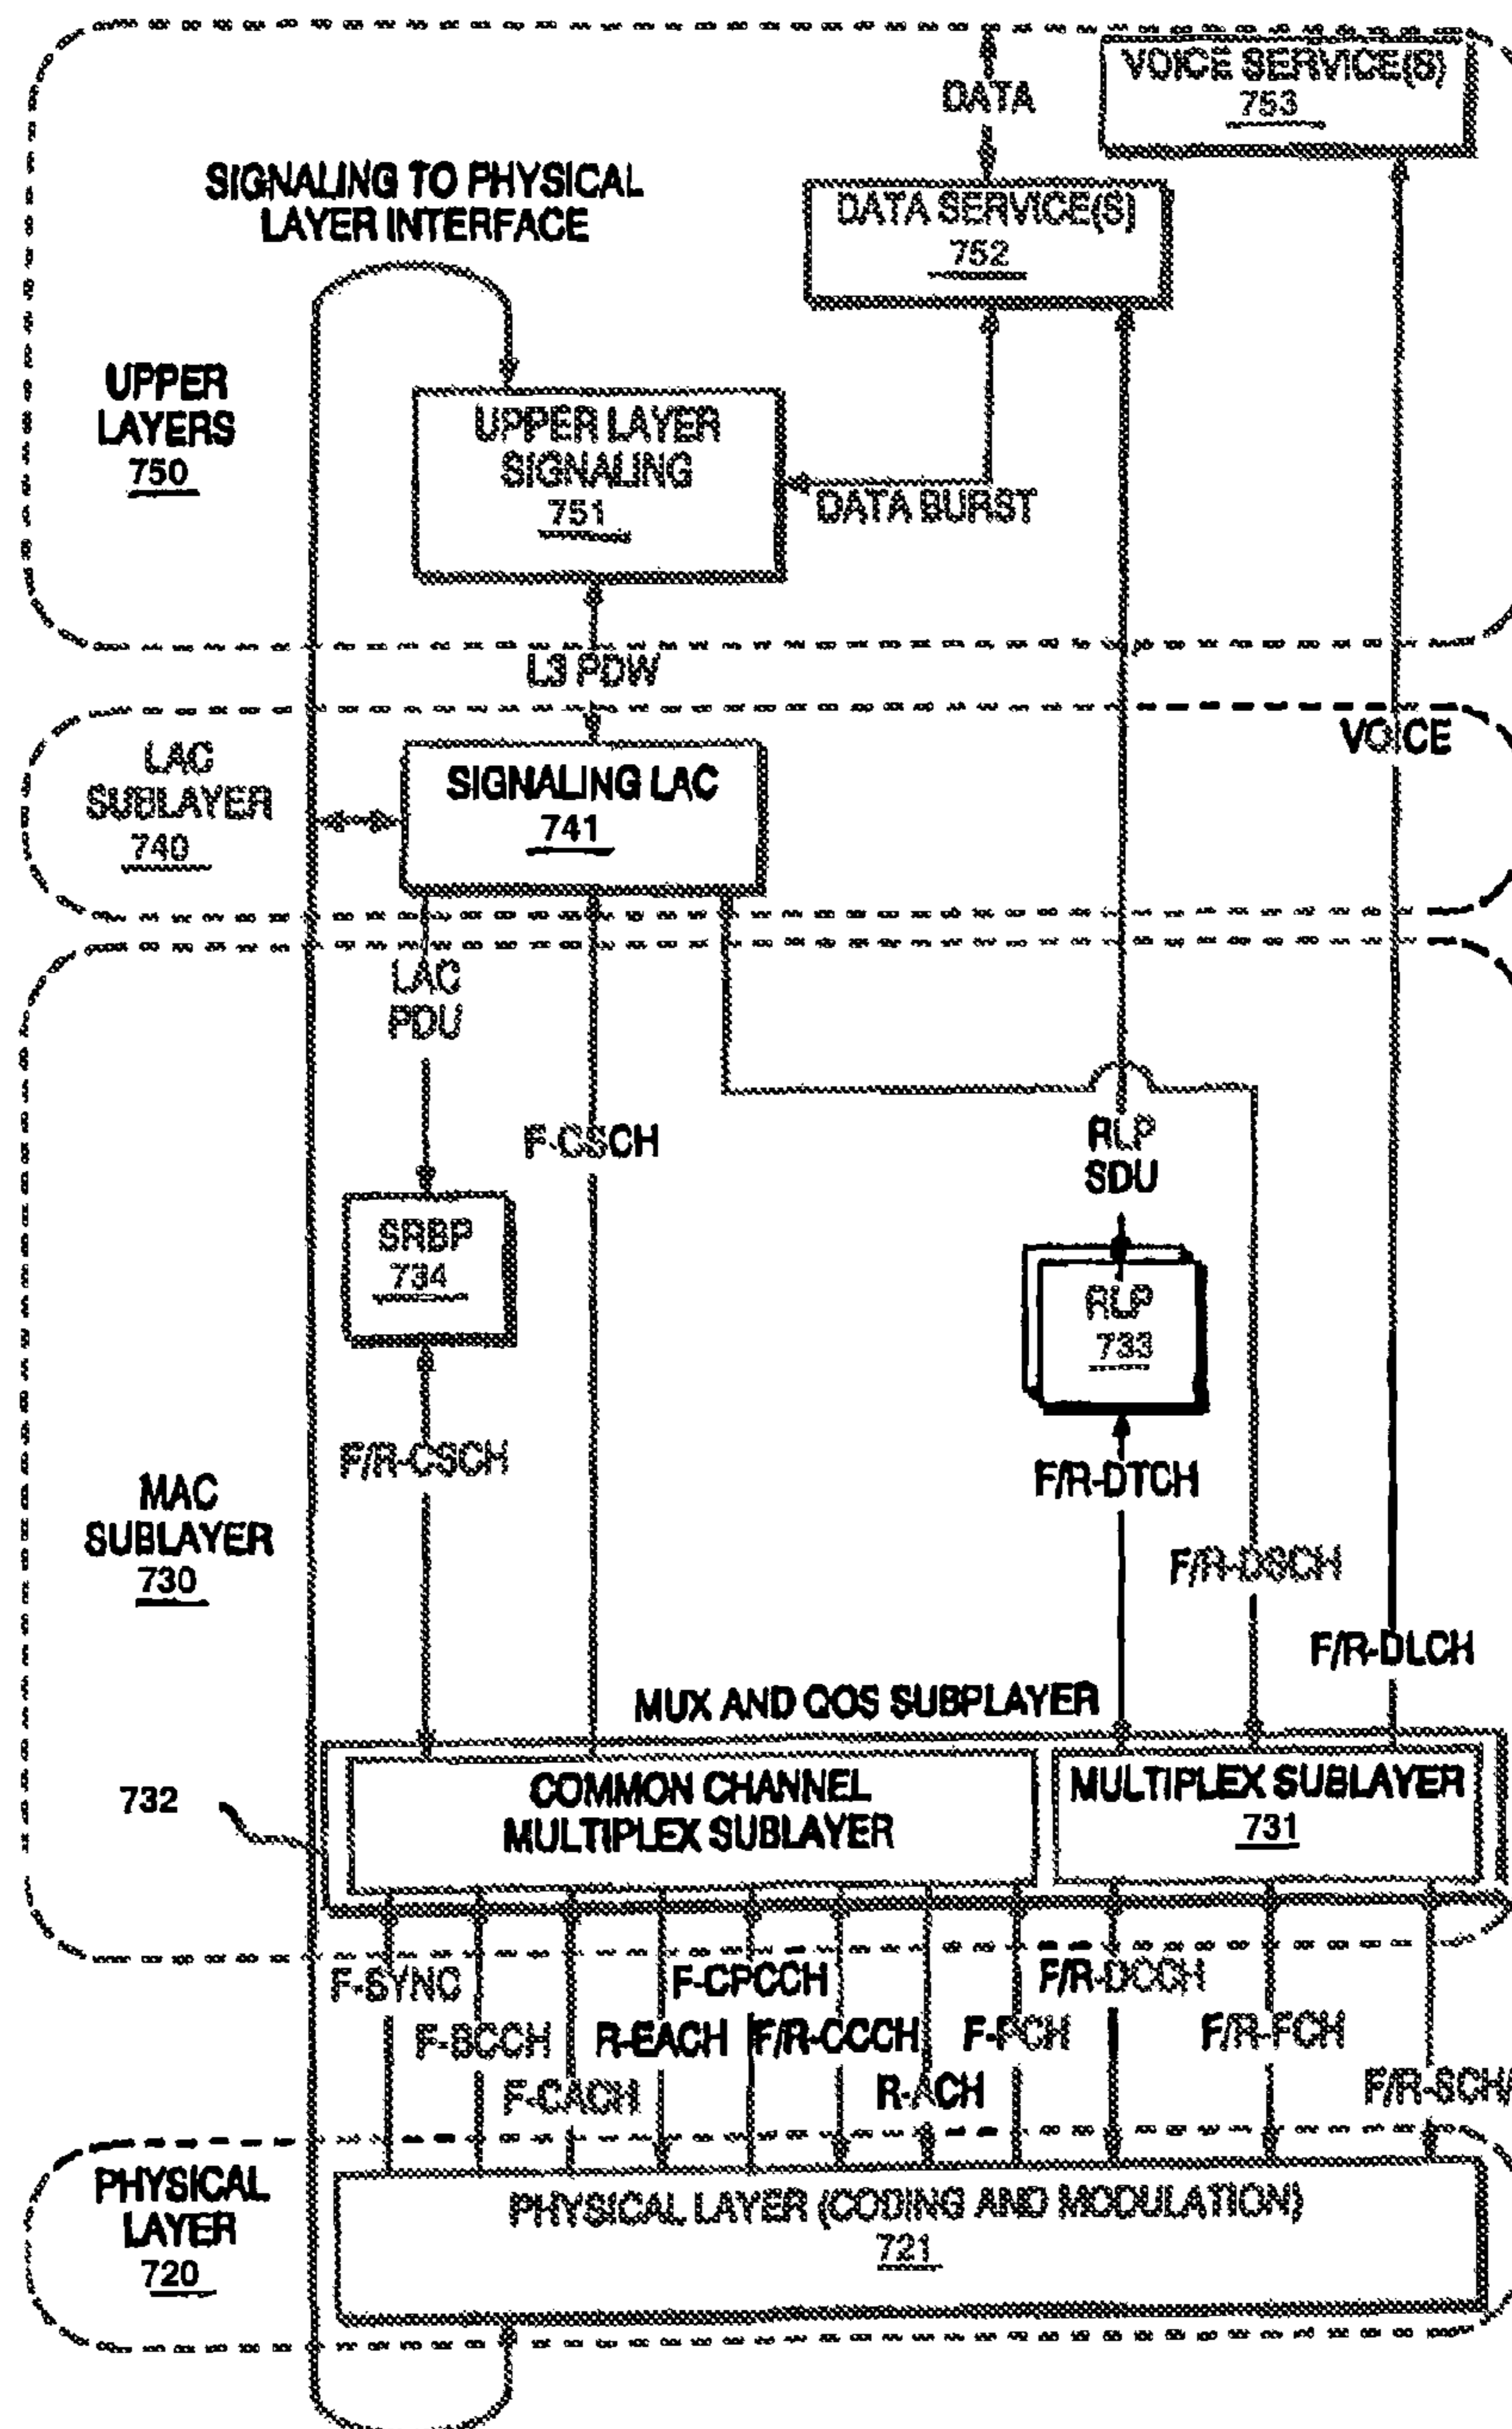 VOICE SERVICE(S)
753
DATA
SIGNALING TO PHYSICAL
LAYER INTERFACE
DATA SERVICE(S)
752
UPPER
LAYERS
750
UPPER LAYER
SIGNALING
751
DATA BURST
L3 PDW
VOICE
LAC
SUBLAYER
740
SIGNALING LAC
741
LAC
PDU
F-CSCH
RLP
SDU
SRBP
734
RLP
733
F/R-CSCH
F/R-DTCH
MAC
SUBLAYER
730
F/R-DSCH
F/R-DLCH
MUX AND QOS SUBPLAYER
732
COMMON CHANNEL
MULTIPLEX SUBLAYER
MULTIPLEX SUBLAYER
731
F-SYNC
F-CPCCH
F/R-DCCH
F-BCCH
R-EACH
F/R-CCCH
F-PCH
F/R-FCH
F-CACH
R-ACH
F/R-SCH/
PHYSICAL
LAYER
720
PHYSICAL LAYER (CODING AND MODULATION)
721